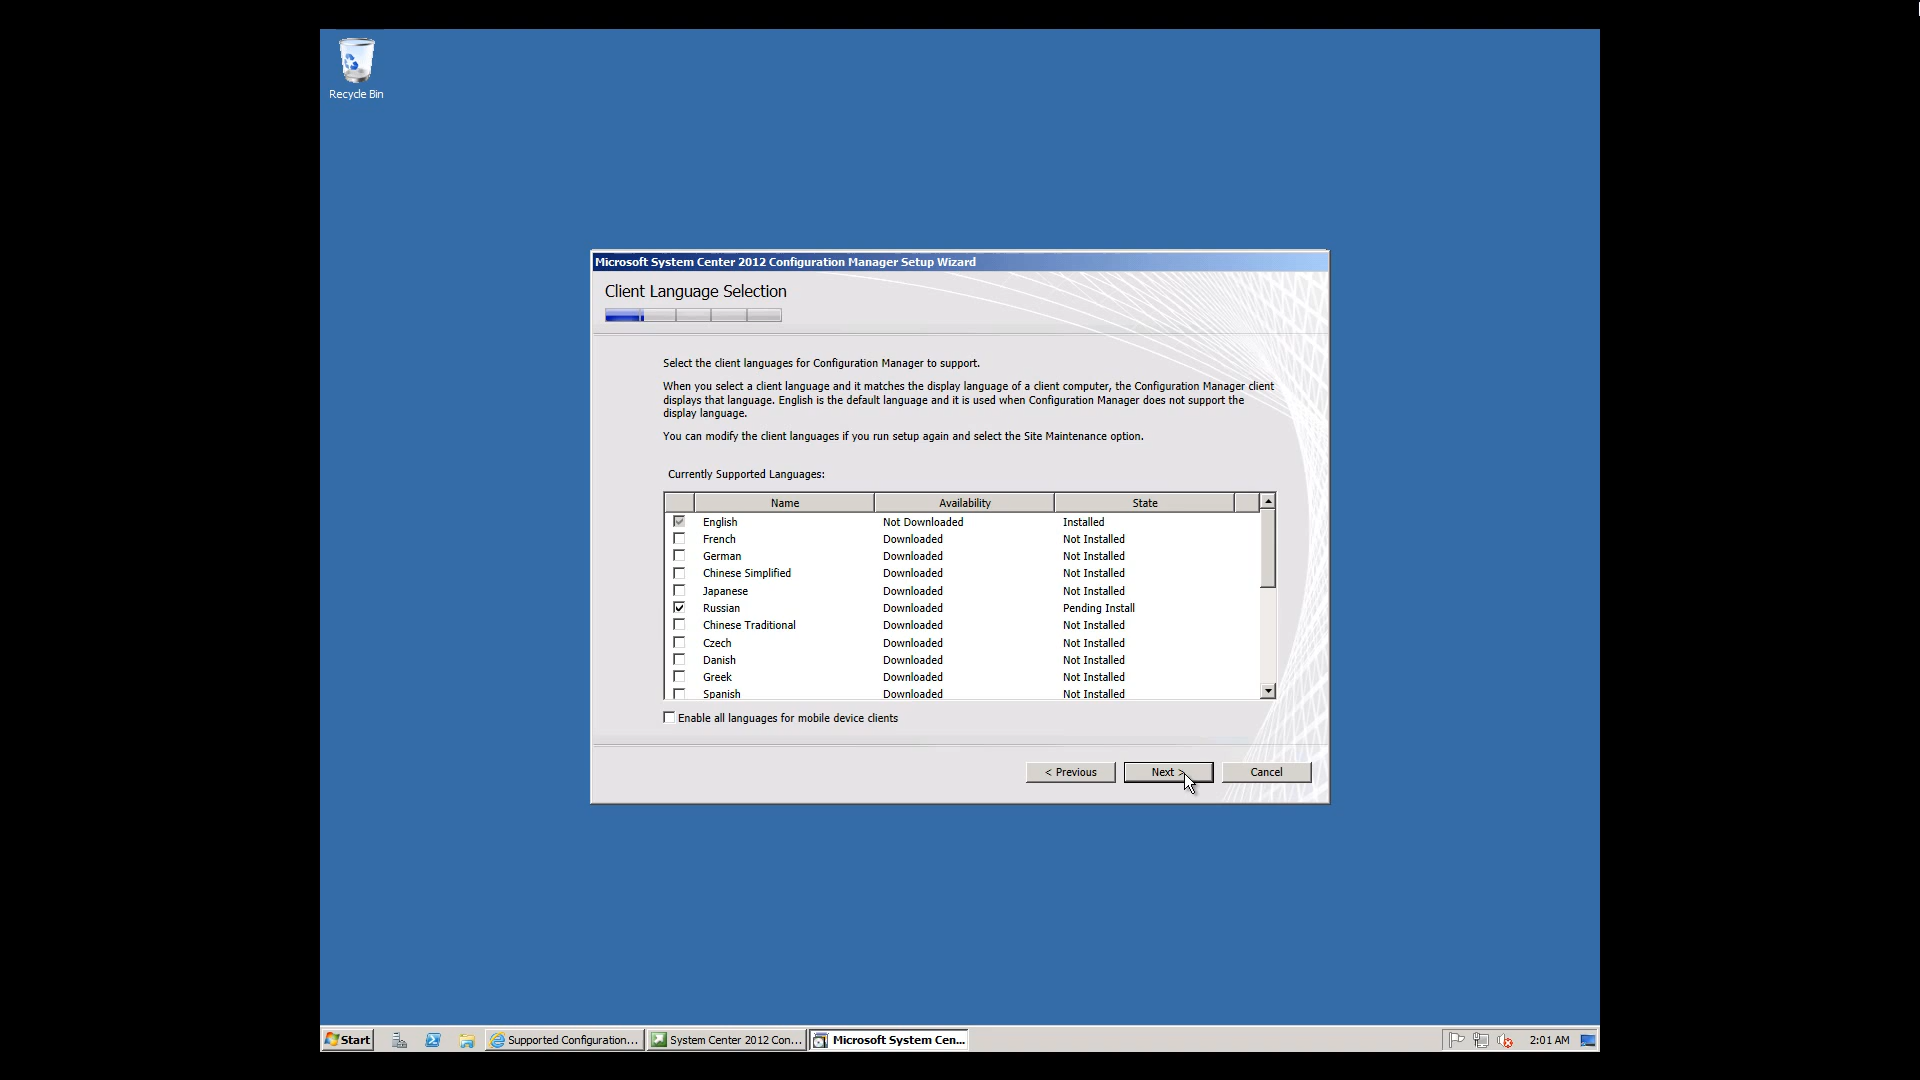 Recycle Bin
Microsoft System Center 2012 Configuration Manager Setup Wizard
Client Language Selection
Select the client languages for Configuration Manager to support.
When you select a client language and it matches the display language of a client computer, the Configuration Manager client
displays that language. English is the default language and it is used when Configuration Manager does not support the
display language.
You can modify the client languages if you run setup again and select the Site Maintenance option.
Currently Supported Languages:
Name Availability State
English Not Downloaded Installed
French Downloaded Not Installed
German Downloaded Not Installed
Chinese Simplified Downloaded Not Installed
Japanese Downloaded Not Installed
Russian Downloaded Pending Install
Chinese Traditional Downloaded Not Installed
Czech Downloaded Not Installed
Danish Downloaded Not Installed
Greek Downloaded Not Installed
Spanish Downloaded Not Installed
Enable all languages for mobile device clients
< Previous Next > Cancel
Start Supported Configuration... System Center 2012 Con... Microsoft System Cen... 2:01 AM